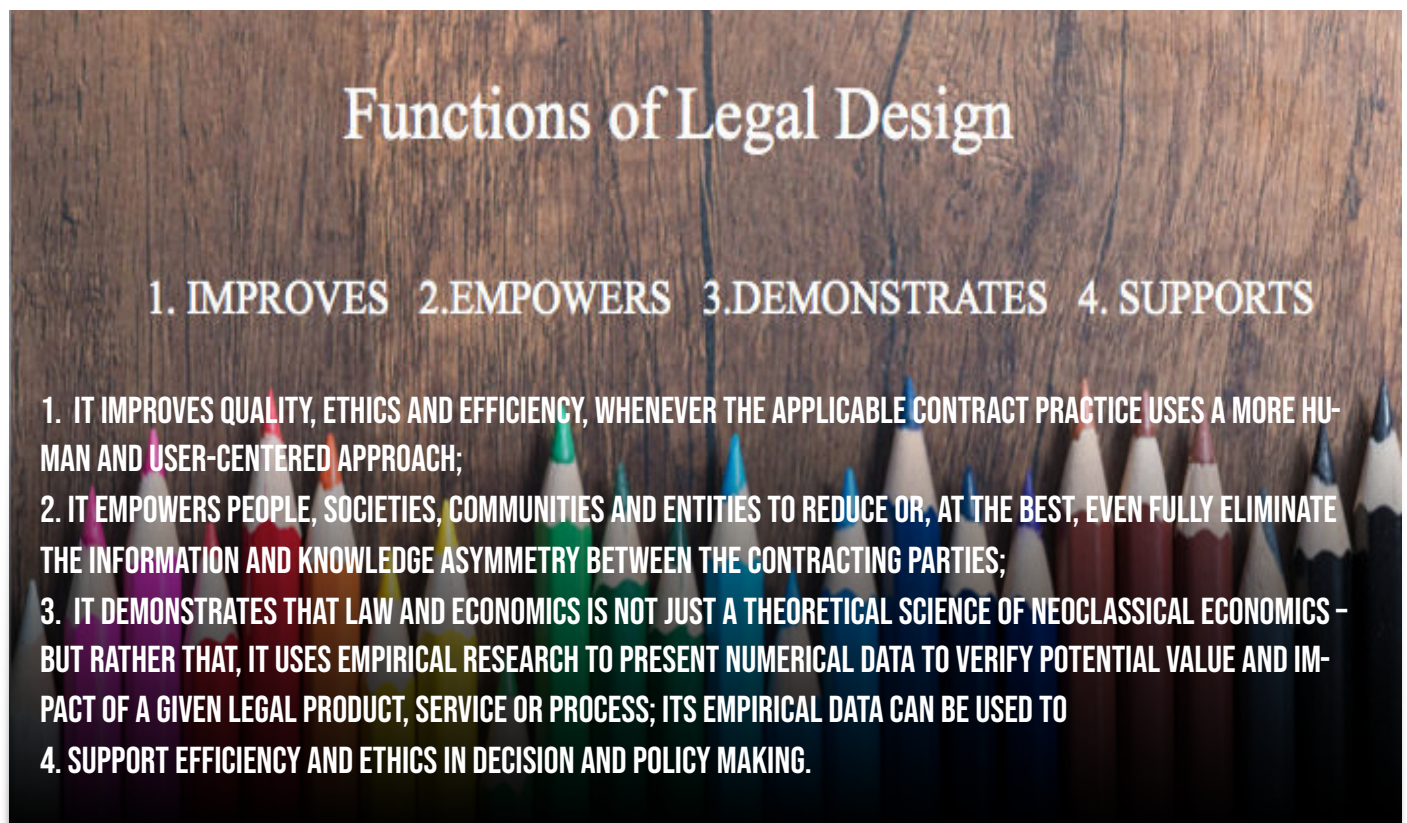 Functions of Legal Design
1. IMPROVES 2.EMPOWERS 3.DEMONSTRATES 4. SUPPORTS
1. IT IMPROVES QUALITY, ETHICS AND EFFICIENCY, WHENEVER THE APPLICABLE CONTRACT PRACTICE USES A MORE HU-
MAN AND USER-CENTERED APPROACH;
2. IT EMPOWERS PEOPLE, SOCIETIES, COMMUNITIES AND ENTITIES TO REDUCE OR, AT THE BEST, EVEN FULLY ELIMINATE
THE INFORMATION AND KNOWLEDGE ASYMMETRY BETWEEN THE CONTRACTING PARTIES;
3. IT DEMONSTRATES THAT LAW AND ECONOMICS IS NOT JUST A THEORETICAL SCIENCE OF NEOCLASSICAL ECONOMICS –
BUT RATHER THAT, IT USES EMPIRICAL RESEARCH TO PRESENT NUMERICAL DATA TO VERIFY POTENTIAL VALUE AND IM-
PACT OF A GIVEN LEGAL PRODUCT, SERVICE OR PROCESS; ITS EMPIRICAL DATA CAN BE USED TO
4. SUPPORT EFFICIENCY AND ETHICS IN DECISION AND POLICY MAKING.